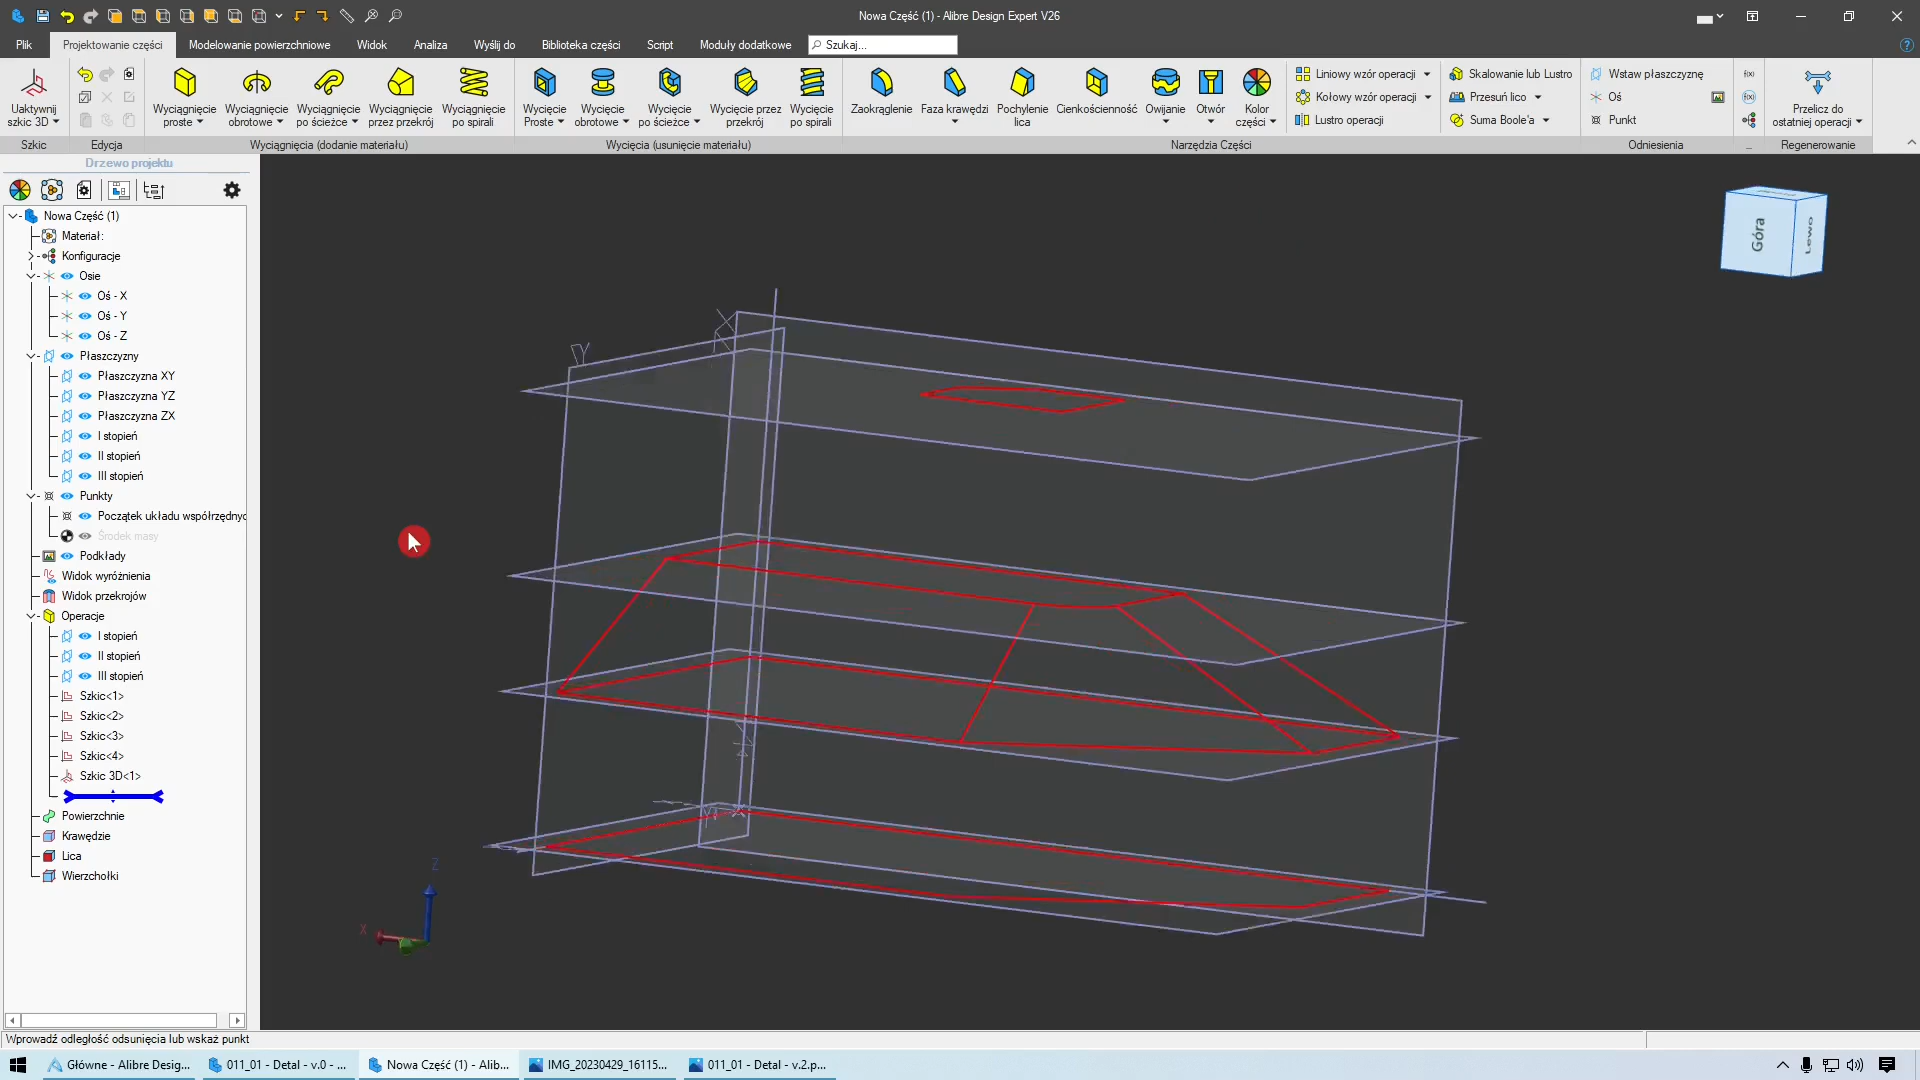 Nowa Część (1) - Alibre Design Expert V26
Plik
Projektowanie części
Modelowanie powierzchniowe
Widok
Analiza
Wyślij do
Biblioteka części
Script
Moduły dodatkowe
Szukaj...
Uaktywnij szkic 3D
Wyciągnięcie proste
Wyciągnięcie obrotowe
Wyciągnięcie po ścieżce
Wyciągnięcie przez przekrój
Wyciągnięcie po spirali
Wycięcie Proste
Wycięcie obrotowe
Wycięcie po ścieżce
Wycięcie przez przekrój
Wycięcie po spirali
Zaokrąglenie
Faza krawędzi
Pochylenie lica
Cienkościenność
Owijanie
Otwór
Kolor części
Liniowy wzór operacji
Kołowy wzór operacji
Lustro operacji
Skalowanie lub Lustro
Przesuń lico
Suma Boole'a
Wstaw płaszczyznę
Oś
Punkt
Przelicz do ostatniej operacji
Szkic
Edycja
Wyciągnięcia (dodanie materiału)
Wycięcia (usunięcie materiału)
Narzędzia Części
Odniesienia
...
Regenerowanie
Drzewo projektu
Nowa Część (1)
Materiał:
Konfiguracje
Osie
Oś - X
Oś - Y
Oś - Z
Płaszczyzny
Płaszczyzna XY
Płaszczyzna YZ
Płaszczyzna ZX
I stopień
II stopień
III stopień
Punkty
Początek układu współrzędnyc
Środek masy
Podkłady
Widok wyróżnienia
Widok przekrojów
Operacje
I stopień
II stopień
III stopień
Szkic<1>
Szkic<2>
Szkic<3>
Szkic<4>
Szkic 3D<1>
Powierzchnie
Krawędzie
Lica
Wierzchołki
Góra
Lewo
Z
X
Wprowadź odległość odsunięcia lub wskaż punkt
Główne - Alibre Desig...
011_01 - Detal - v.0 - ...
Nowa Część (1) - Alib...
IMG_20230429_16115...
011_01 - Detal - v.2.p...